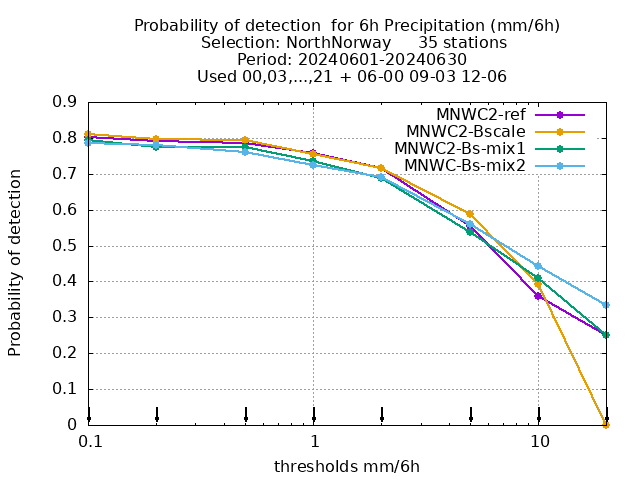 Probability of detection  for 6h Precipitation (mm/6h)
Selection: NorthNorway     35 stations
Period: 20240601-20240630
Used 00,03,...,21 + 06-00 09-03 12-06
MNWC2-ref
MNWC2-Bscale
MNWC2-Bs-mix1
MNWC-Bs-mix2
Probability of detection
0.9
0.8
0.7
0.6
0.5
0.4
0.3
0.2
0.1
0
0.1 1 10
thresholds mm/6h